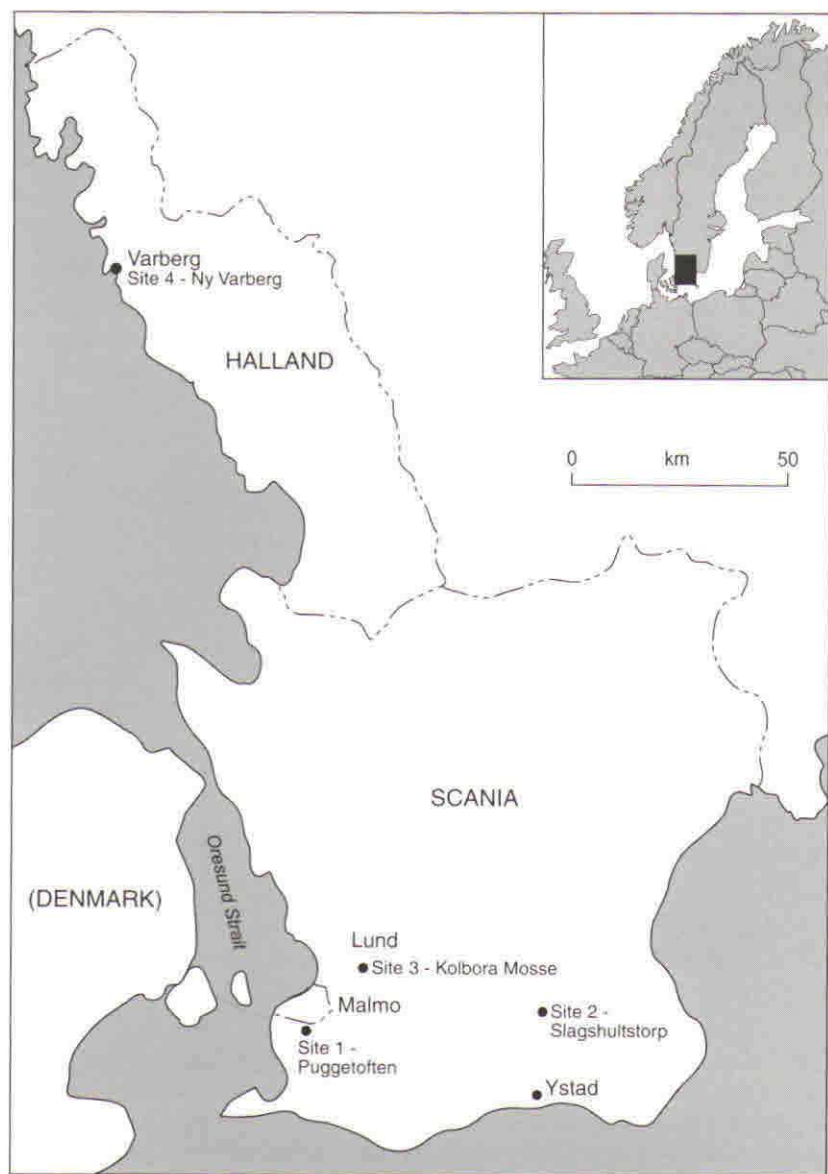 Varberg
Site 4 - Ny Varberg
HALLAND
0 km 50
SCANIA
Oresund Strait
(DENMARK)
Lund
Site 3 - Kolbora Mosse
Malmo
Site 2 -
Slagshultstorp
Site 1 -
Puggetoften
Ystad